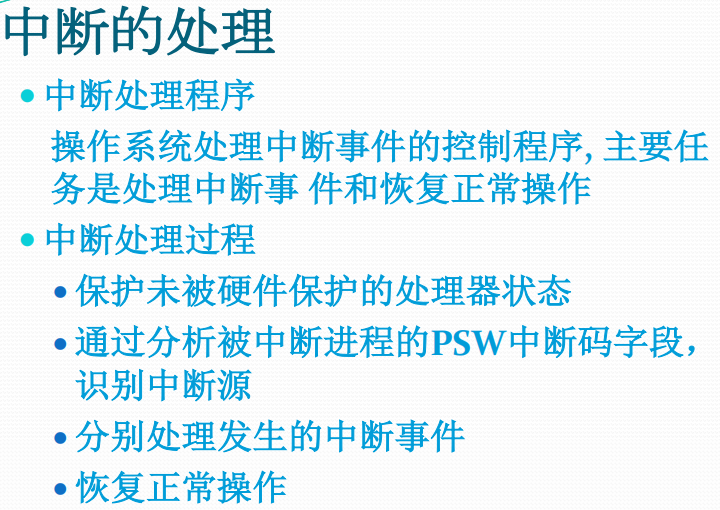 中断的处理
中断处理程序
操作系统处理中断事件的控制程序, 主要任
务是处理中断事 件和恢复正常操作
中断处理过程
保护未被硬件保护的处理器状态
通过分析被中断进程的PSW中断码字段，
识别中断源
分别处理发生的中断事件
恢复正常操作